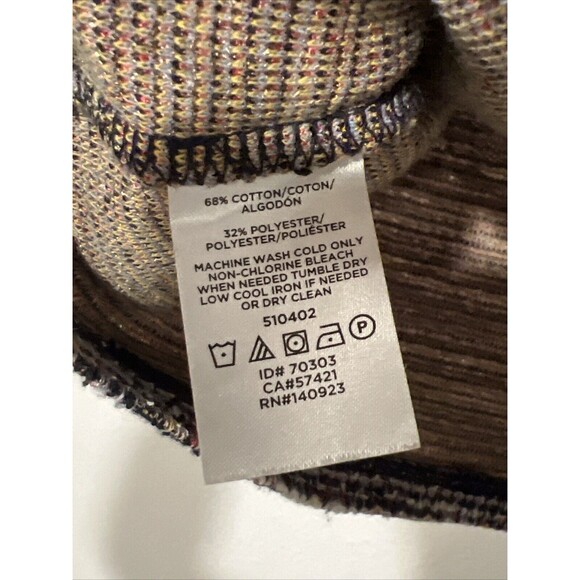 68% COTTON/COTON/
ALGODÓN
32% POLYESTER/
POLYESTER/POLIÉSTER
MACHINE WASH COLD ONLY
NON-CHLORINE BLEACH
WHEN NEEDED TUMBLE DRY
LOW COOL IRON IF NEEDED
OR DRY CLEAN
510402
P
ID# 70303
CA#57421
RN#140923